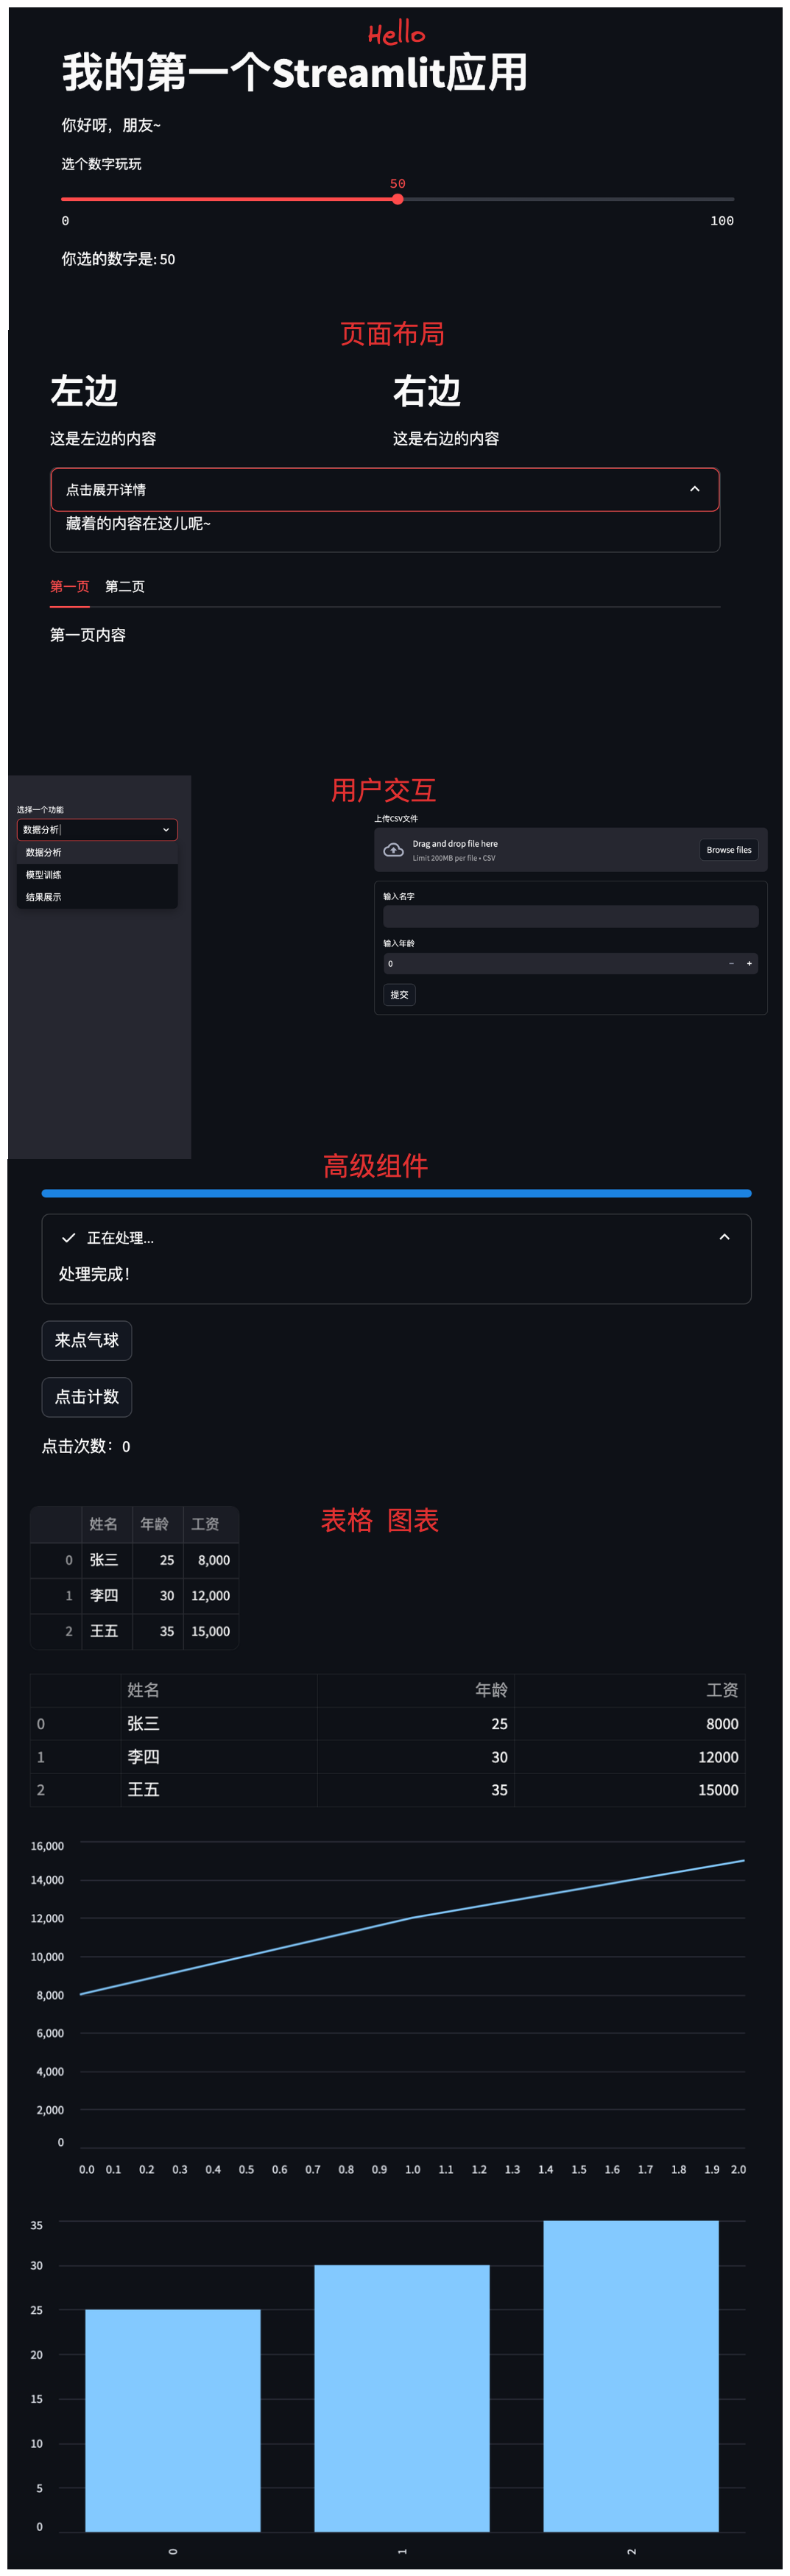 Hello
我的第一个Streamlit应用
你好呀，朋友~
选个数字玩玩
50
0 100
你选的数字是: 50
页面布局
左边 右边
这是左边的内容 这是右边的内容
点击展开详情
藏着的内容在这儿呢~
第一页 第二页
第一页内容
用户交互
选择一个功能
数据分析
数据分析
模型训练
结果展示
上传CSV文件
Drag and drop file here
Limit 200MB per file • CSV
Browse files
输入名字
输入年龄
0 − +
提交
高级组件
正在处理...
处理完成！
来点气球
点击计数
点击次数：0
表格 图表
姓名 年龄 工资
0 张三 25 8,000
1 李四 30 12,000
2 王五 35 15,000
姓名 年龄 工资
0 张三 25 8000
1 李四 30 12000
2 王五 35 15000
16,000
14,000
12,000
10,000
8,000
6,000
4,000
2,000
0
0.0 0.1 0.2 0.3 0.4 0.5 0.6 0.7 0.8 0.9 1.0 1.1 1.2 1.3 1.4 1.5 1.6 1.7 1.8 1.9 2.0
35
30
25
20
15
10
5
0
0 1 2